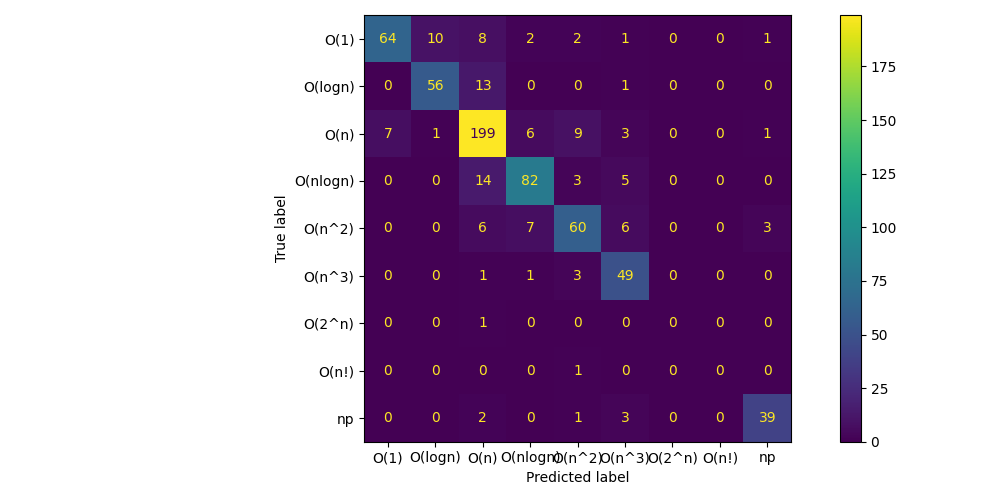 O(1) 64 10 8 2 2 1 0 0 1
O(logn) 0 56 13 0 0 1 0 0 0
O(n) 7 1 199 6 9 3 0 0 1
O(nlogn) 0 0 14 82 3 5 0 0 0
O(n^2) 0 0 6 7 60 6 0 0 3
O(n^3) 0 0 1 1 3 49 0 0 0
O(2^n) 0 0 1 0 0 0 0 0 0
O(n!) 0 0 0 0 1 0 0 0 0
np 0 0 2 0 1 3 0 0 39
O(1) O(logn) O(n) O(nlogn) O(n^2) O(n^3) O(2^n) O(n!) np
Predicted label
True label
175
150
125
100
75
50
25
0